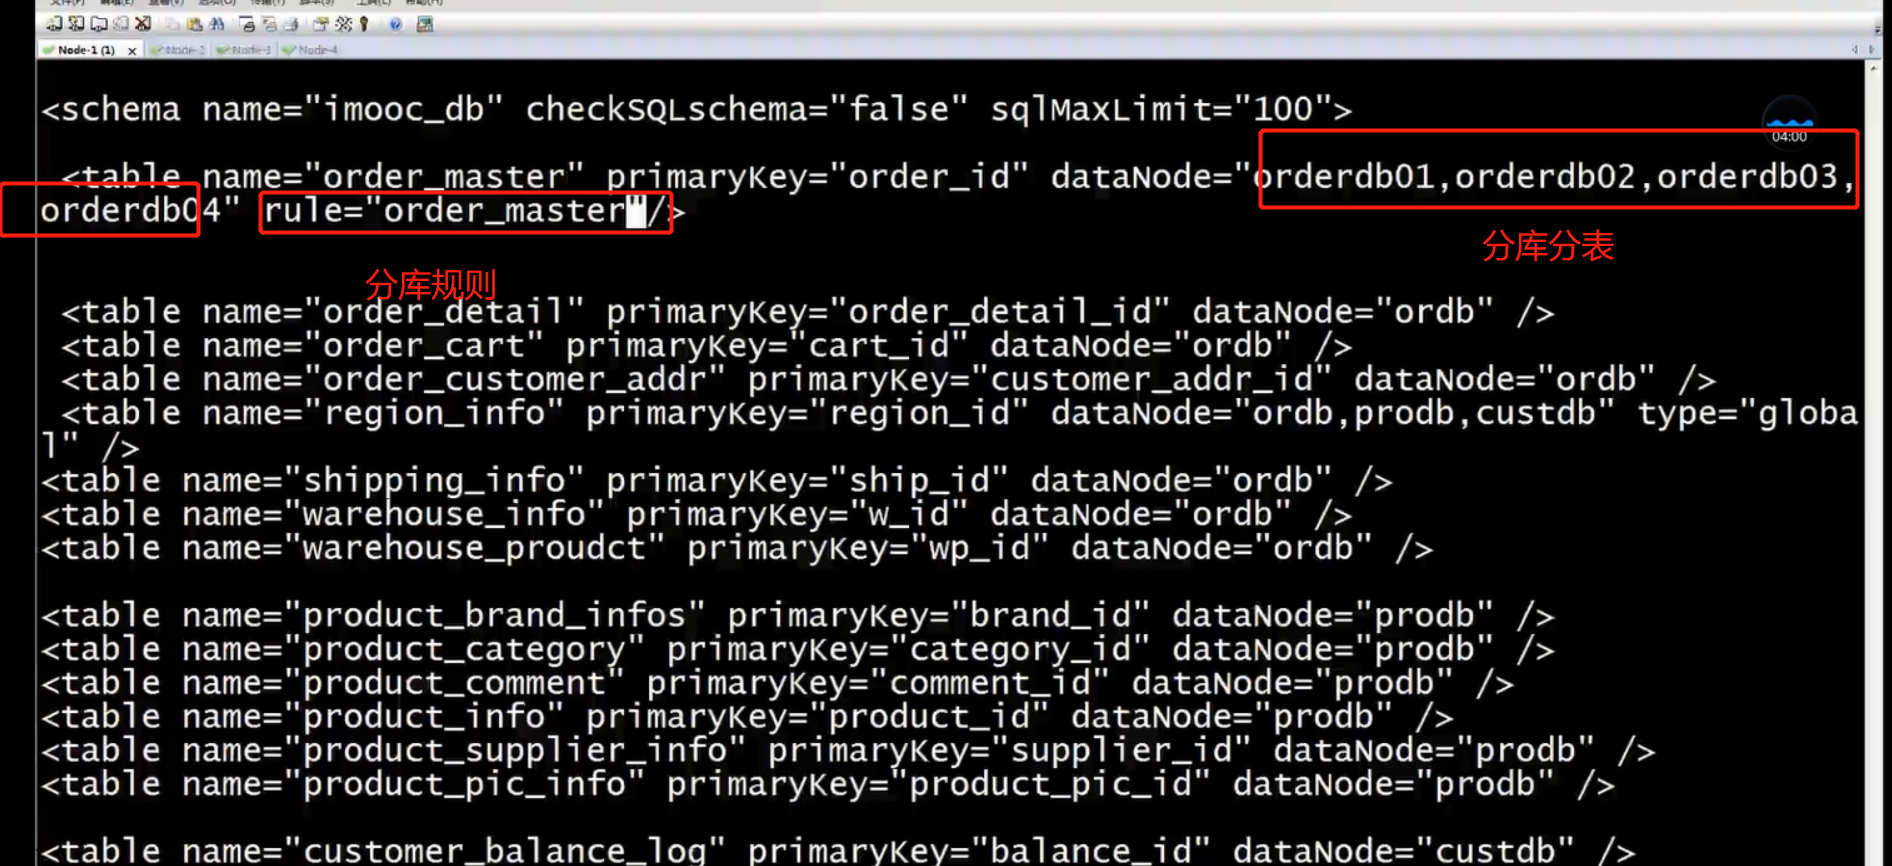 Node-1 (1) x Node-2 Node-3 Node-4
<schema name="imooc_db" checkSQLschema="false" sqlMaxLimit="100">
04:00
<table name="order_master" primaryKey="order_id" dataNode="orderdb01,orderdb02,orderdb03,
orderdb04" rule="order_master"/>
分库分表
分库规则
<table name="order_detail" primaryKey="order_detail_id" dataNode="ordb" />
<table name="order_cart" primaryKey="cart_id" dataNode="ordb" />
<table name="order_customer_addr" primaryKey="customer_addr_id" dataNode="ordb" />
<table name="region_info" primaryKey="region_id" dataNode="ordb,prodb,custdb" type="globa
l" />
<table name="shipping_info" primaryKey="ship_id" dataNode="ordb" />
<table name="warehouse_info" primaryKey="w_id" dataNode="ordb" />
<table name="warehouse_proudct" primaryKey="wp_id" dataNode="ordb" />
<table name="product_brand_infos" primaryKey="brand_id" dataNode="prodb" />
<table name="product_category" primaryKey="category_id" dataNode="prodb" />
<table name="product_comment" primaryKey="comment_id" dataNode="prodb" />
<table name="product_info" primaryKey="product_id" dataNode="prodb" />
<table name="product_supplier_info" primaryKey="supplier_id" dataNode="prodb" />
<table name="product_pic_info" primaryKey="product_pic_id" dataNode="prodb" />
<table name="customer_balance_log" primaryKey="balance_id" dataNode="custdb" />